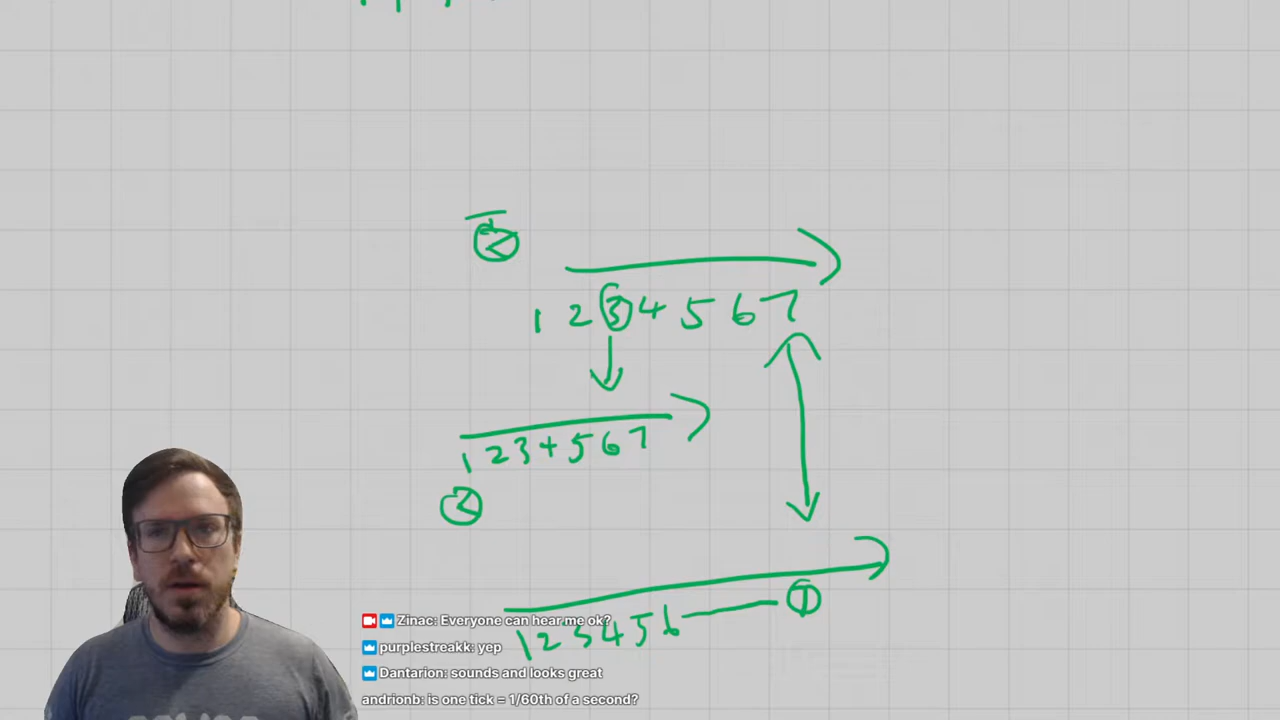 1 2 3 4 5 6 7
1 2 3 4 5 6 7
1 2 3 4 5 6 7
Zinac: Everyone can hear me ok?
purplestreakk: yep
Dantarion: sounds and looks great
andrionb: is one tick = 1/60th of a second?